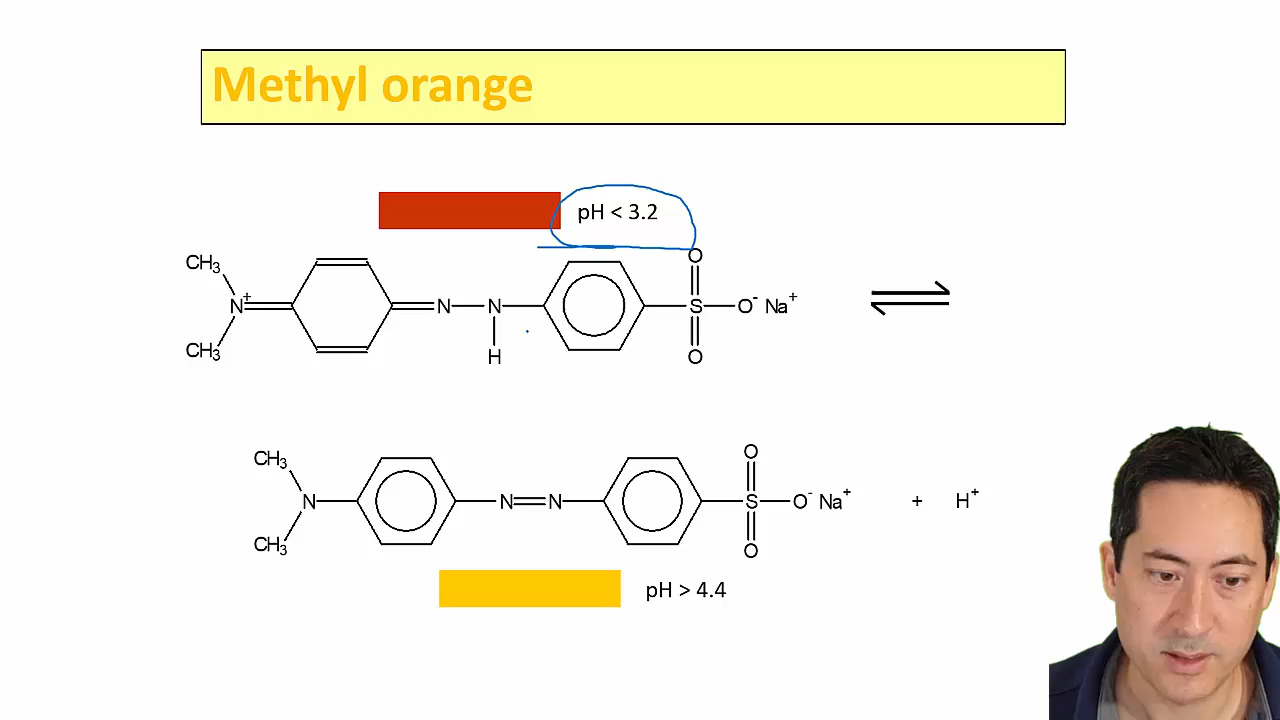 Methyl orange
pH < 3.2
O
CH3
N+ N N S O- Na+
CH3 H O
O
CH3
N N N S O- Na+ + H+
CH3 O
pH > 4.4